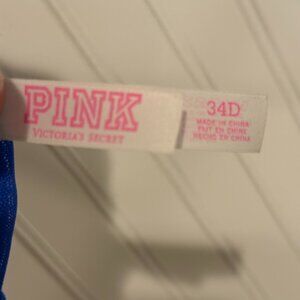 PINK
VICTORIA'S SECRET
34D
MADE IN CHINA
FAIT EN CHINE
HECHO EN CHINA